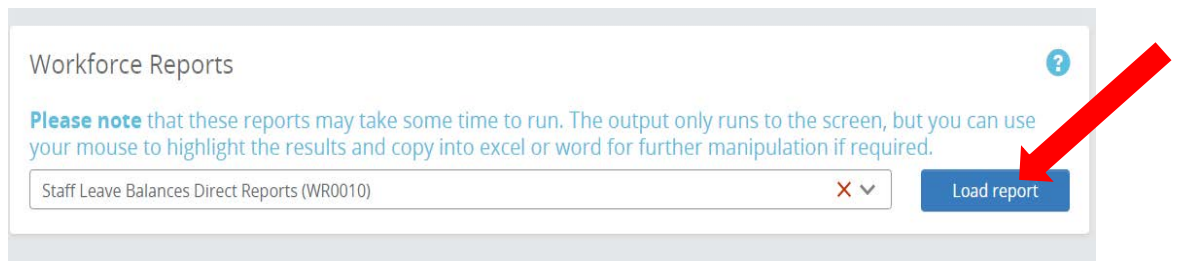 Workforce Reports
?
Please note that these reports may take some time to run. The output only runs to the screen, but you can use
your mouse to highlight the results and copy into excel or word for further manipulation if required.
Staff Leave Balances Direct Reports (WR0010)
Load report